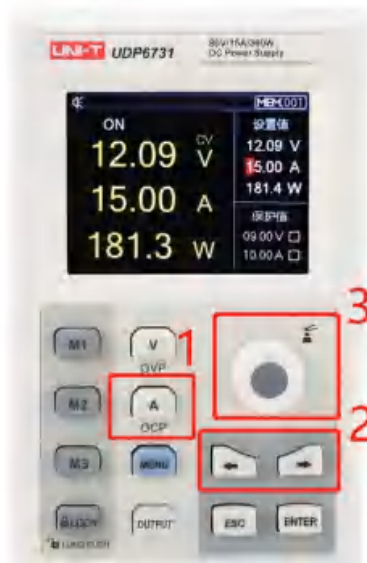 UNI-T UDP6731
80V/15A/360W
DC Power Supply
MEM:001
ON
CV
12.09 V
15.00 A
181.3 W
设置值
12.09 V
15.00 A
181.4 W
保护值
09.00 V
10.00 A
M1
V
OVP
1
M2
A
OCP
3
M3
MENU
2
← →
OUTPUT
ESC
ENTER
LONG PUSH